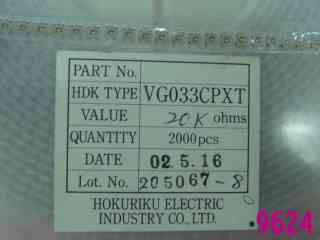 PART No.
HDK TYPE VG033CPXT
VALUE 20K ohms
QUANTITY 2000pcs
DATE 02.5.16
Lot. No. 205067-8
HOKURIKU ELECTRIC
INDUSTRY CO., LTD.
9624